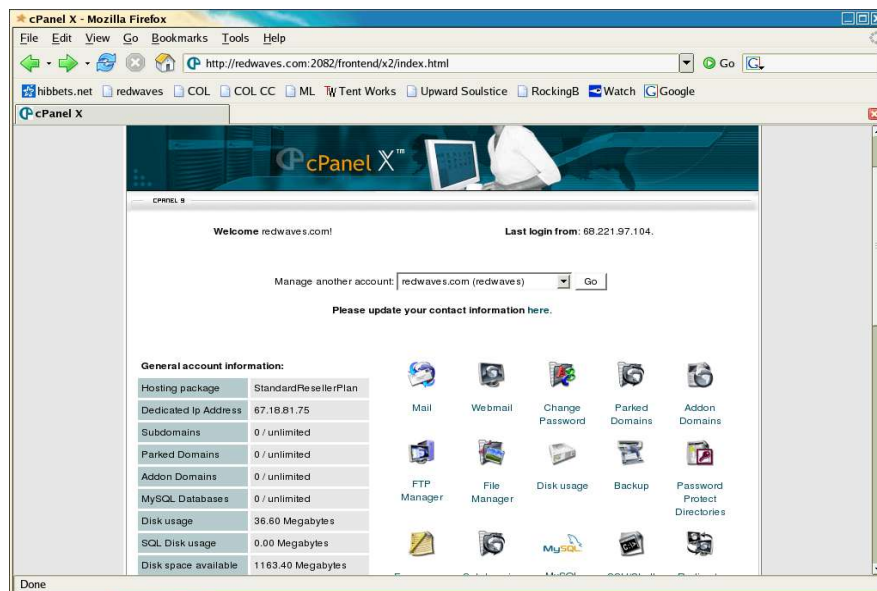 cPanel X - Mozilla Firefox
File Edit View Go Bookmarks Tools Help
http://redwaves.com:2082/frontend/x2/index.html
Go
G
hibbets.net redwaves COL COL CC ML TW Tent Works Upward Soulstice RockingB Watch G Google
cPanel X
cPanel X™
CPANEL 9
Welcome redwaves.com!
Last login from: 68.221.97.104.
Manage another account: redwaves.com (redwaves) Go
Please update your contact information here.
General account information:
Hosting package StandardResellerPlan
Dedicated Ip Address 67.18.81.75
Subdomains 0 / unlimited
Parked Domains 0 / unlimited
Addon Domains 0 / unlimited
MySQL Databases 0 / unlimited
Disk usage 36.60 Megabytes
SQL Disk usage 0.00 Megabytes
Disk space available 1163.40 Megabytes
Mail Webmail Change Password Parked Domains Addon Domains
FTP Manager File Manager Disk usage Backup Password Protect Directories
MySQL
Done